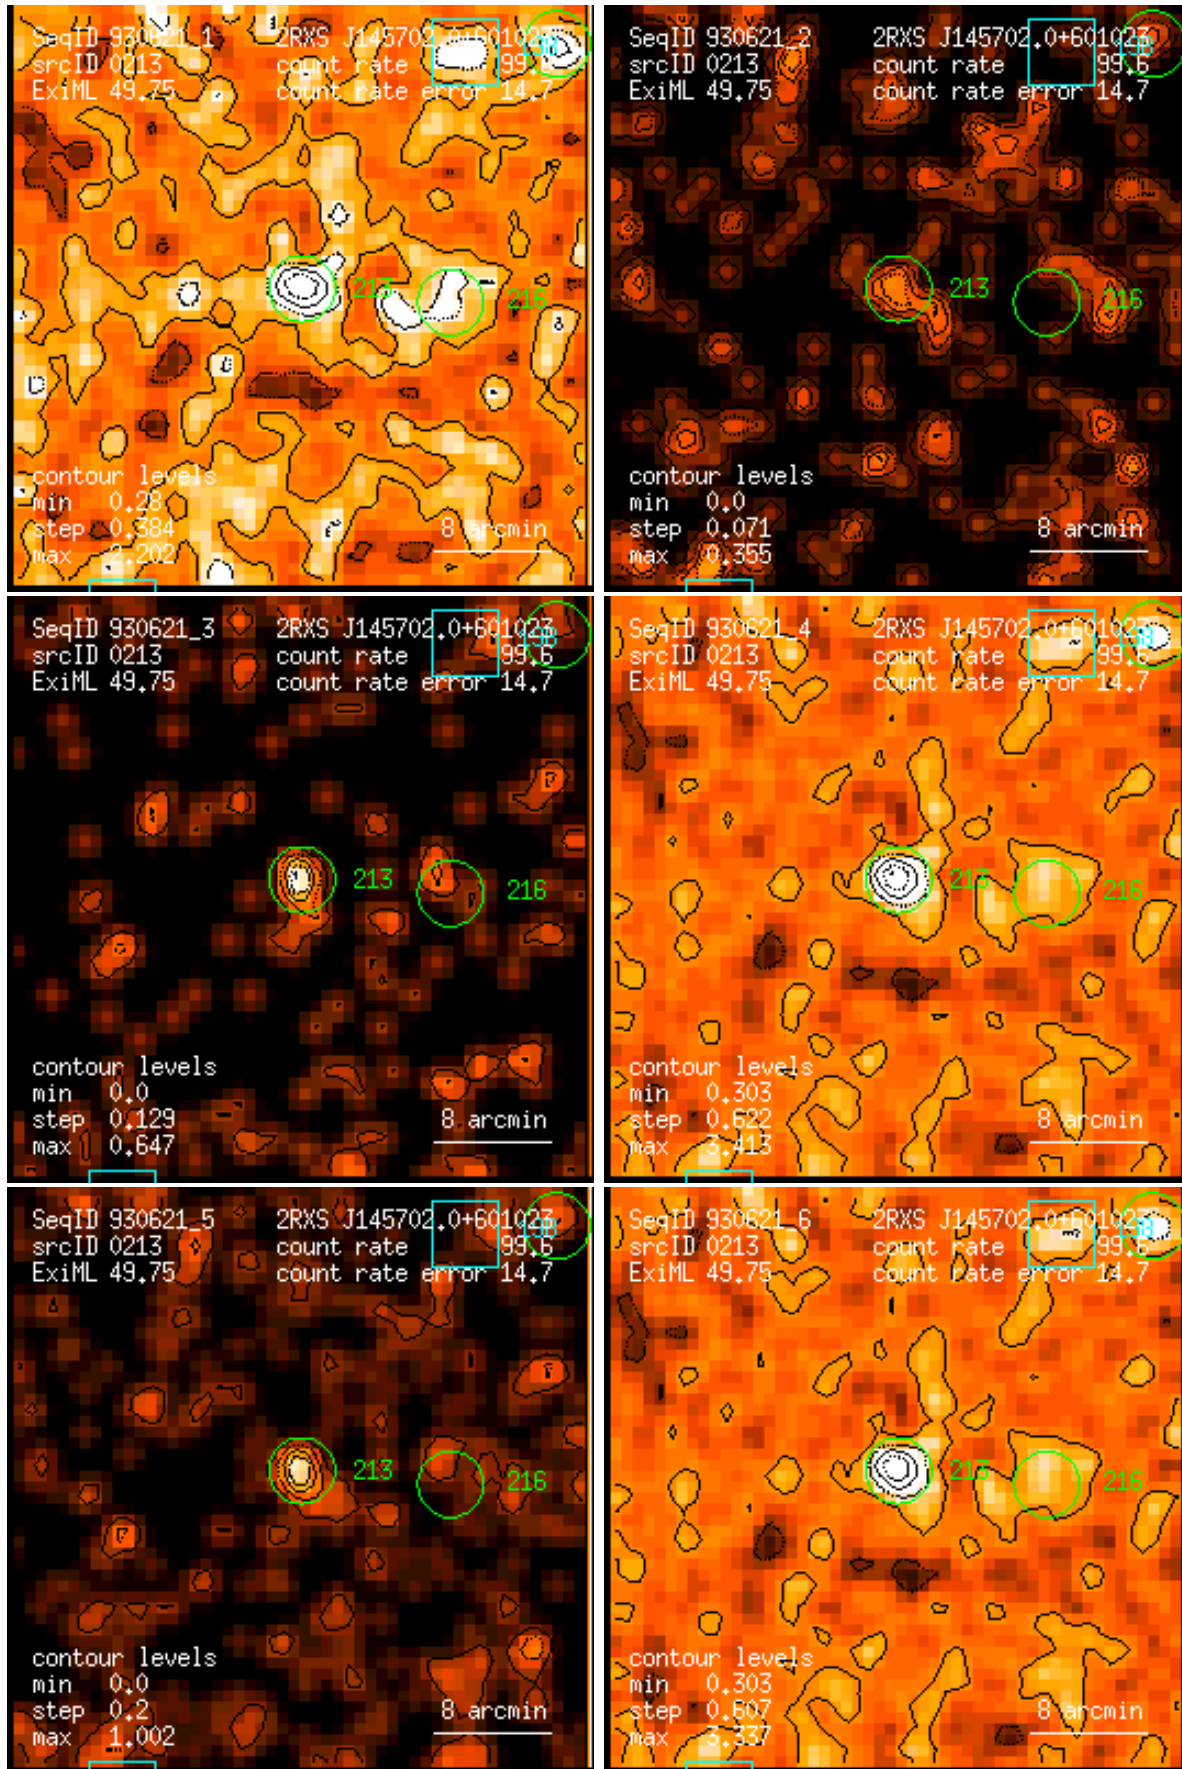 SeqID 930621_1 2RXS J145702.0+601023
srcID 0213 count rate 99.6
ExiML 49.75 count rate error 14.7
213
216
contour levels
min 0.28
step 0.384
max 2.202
8 arcmin
SeqID 930621_2 2RXS J145702.0+601023
srcID 0213 count rate 99.6
ExiML 49.75 count rate error 14.7
213
216
contour levels
min 0.0
step 0.071
max 0.355
8 arcmin
SeqID 930621_3 2RXS J145702.0+601023
srcID 0213 count rate 99.6
ExiML 49.75 count rate error 14.7
213
216
contour levels
min 0.0
step 0.129
max 0.647
8 arcmin
SeqID 930621_4 2RXS J145702.0+601023
srcID 0213 count rate 99.6
ExiML 49.75 count rate error 14.7
213
216
contour levels
min 0.303
step 0.622
max 3.413
8 arcmin
SeqID 930621_5 2RXS J145702.0+601023
srcID 0213 count rate 99.6
ExiML 49.75 count rate error 14.7
213
216
contour levels
min 0.0
step 0.2
max 1.002
8 arcmin
SeqID 930621_6 2RXS J145702.0+601023
srcID 0213 count rate 99.6
ExiML 49.75 count rate error 14.7
213
216
contour levels
min 0.303
step 0.607
max 3.337
8 arcmin